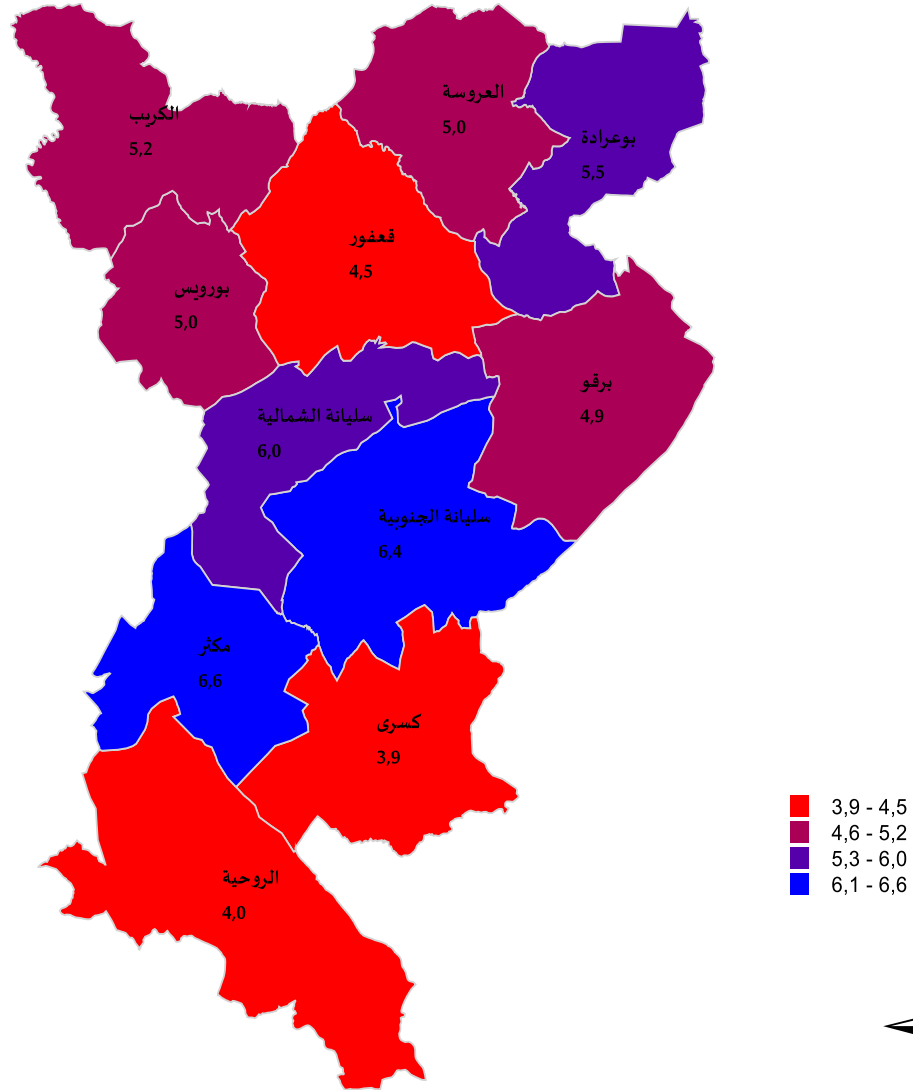 العروسة
5,0
الكريب
5,2
بوعرادة
5,5
قعفور
4,5
بورويس
5,0
برقو
4,9
سليانة الشمالية
6,0
سليانة الجنوبية
6,4
مكثر
6,6
كسرى
3,9
الروحية
4,0
3,9 - 4,5
4,6 - 5,2
5,3 - 6,0
6,1 - 6,6